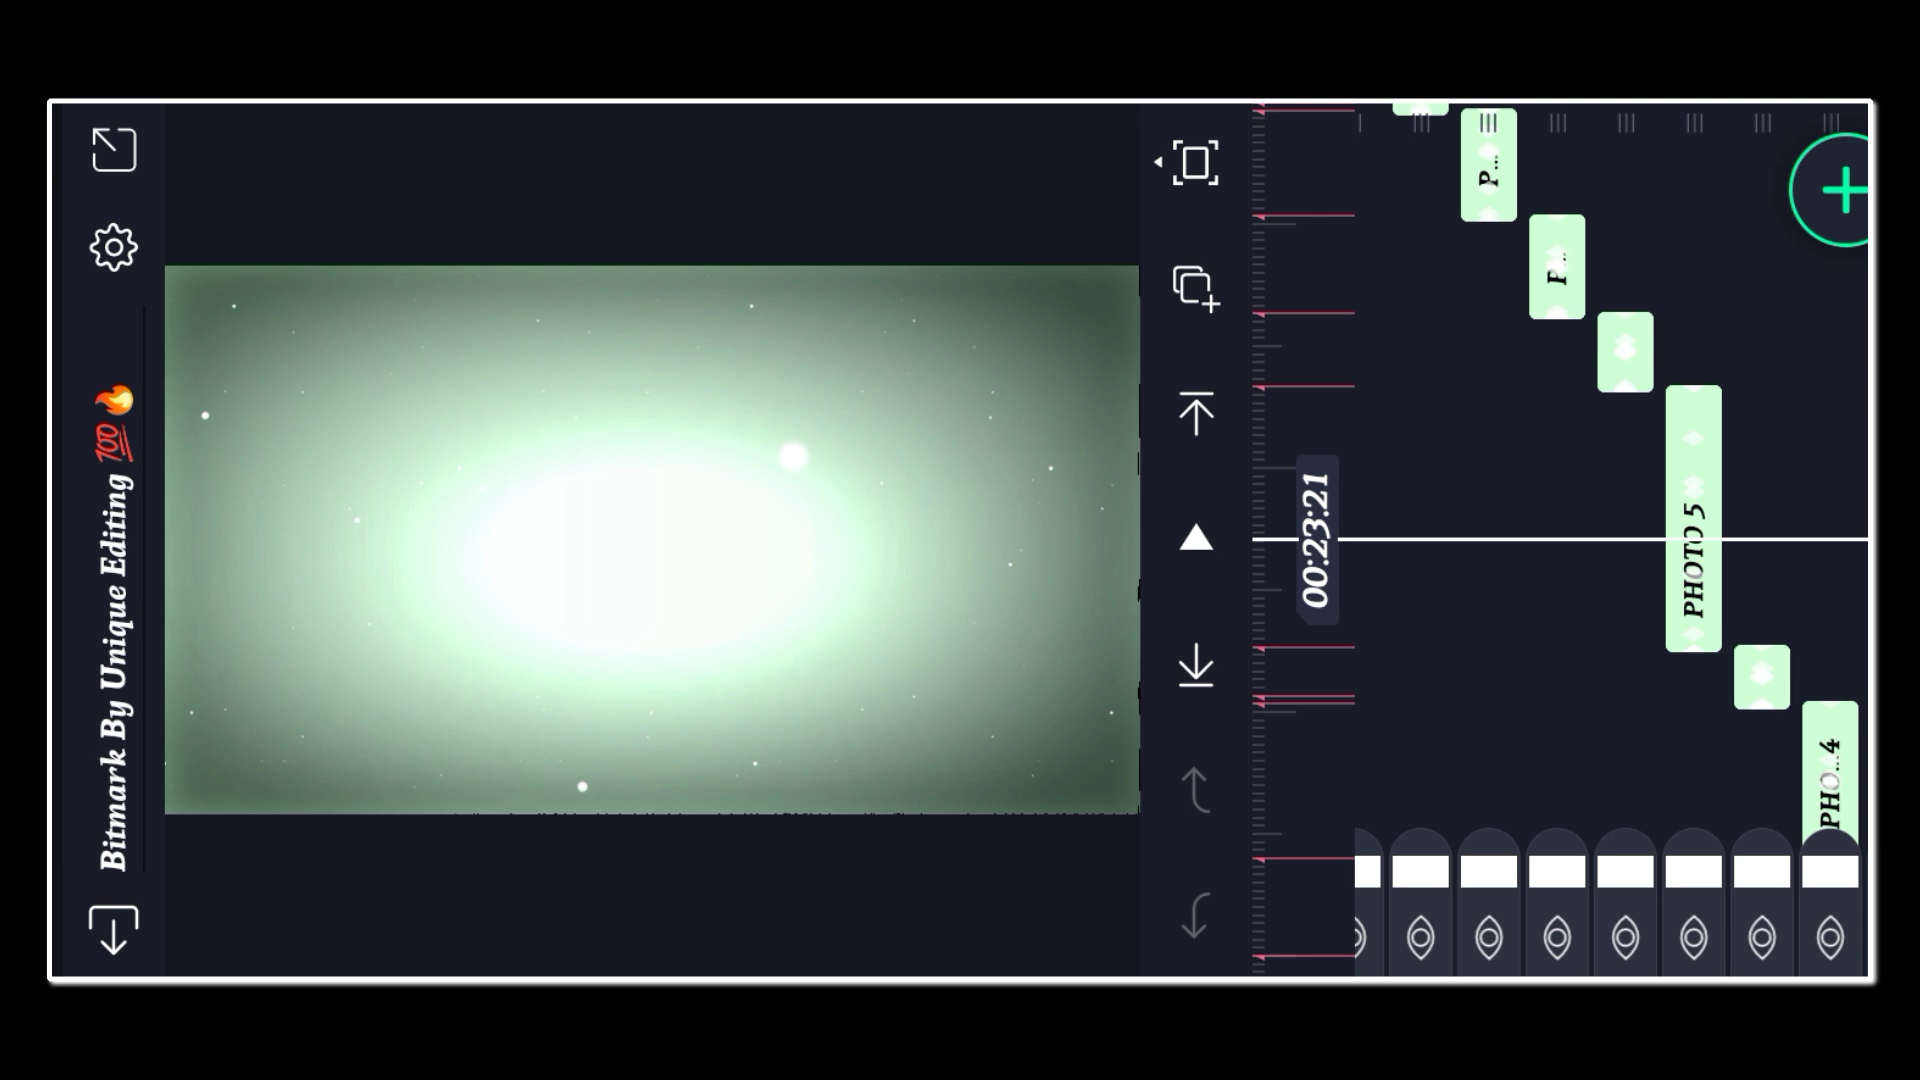 Bitmark By Unique Editing 💯🔥
00:23:21
P...
P...
PHOTO 5
PHO...4